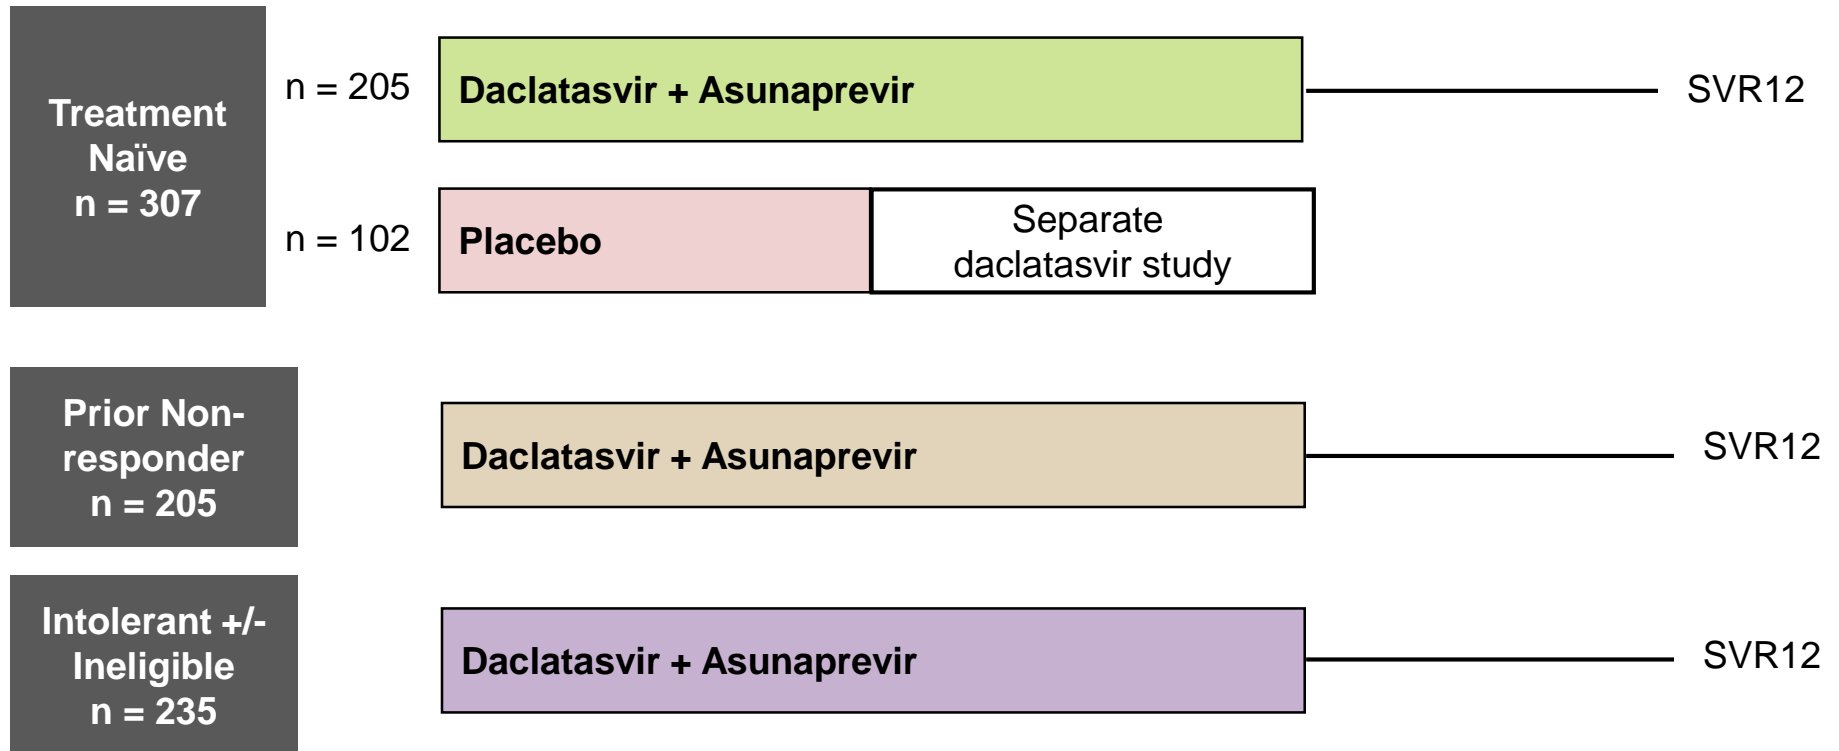 Treatment
Naïve
n = 307
n = 205
Daclatasvir + Asunaprevir
SVR12
n = 102
Placebo
Separate
daclatasvir study
Prior Non-
responder
n = 205
Daclatasvir + Asunaprevir
SVR12
Intolerant +/-
Ineligible
n = 235
Daclatasvir + Asunaprevir
SVR12